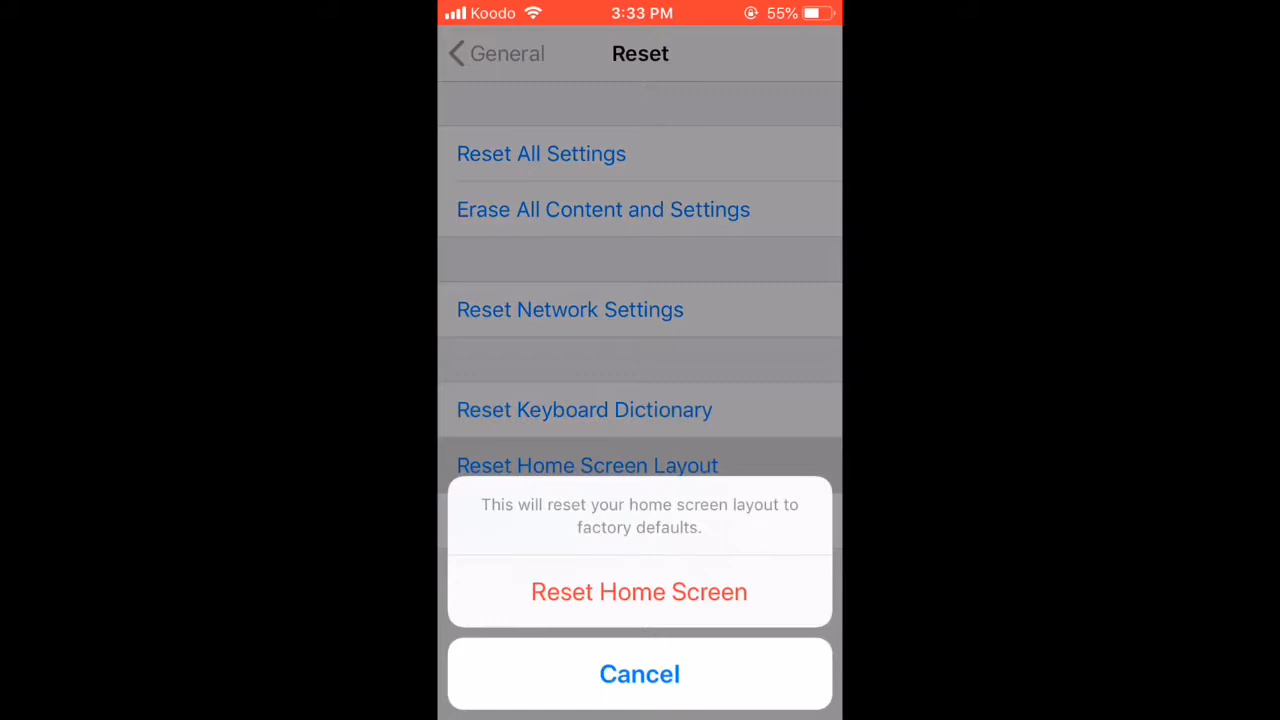 Koodo 3:33 PM 55%
General Reset
Reset All Settings
Erase All Content and Settings
Reset Network Settings
Reset Keyboard Dictionary
Reset Home Screen Layout
This will reset your home screen layout to
factory defaults.
Reset Home Screen
Cancel